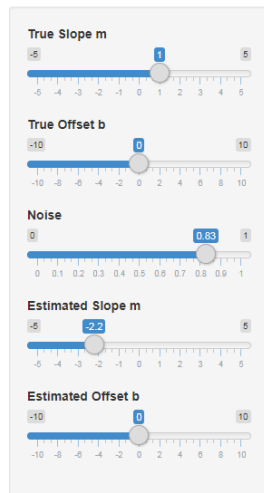 True Slope m
-5 1 5
-5 -4 -3 -2 -1 0 1 2 3 4 5
True Offset b
-10 0 10
-10 -8 -6 -4 -2 0 2 4 6 8 10
Noise
0 0.83 1
0 0.1 0.2 0.3 0.4 0.5 0.6 0.7 0.8 0.9 1
Estimated Slope m
-5 -2.2 5
-5 -4 -3 -2 -1 0 1 2 3 4 5
Estimated Offset b
-10 0 10
-10 -8 -6 -4 -2 0 2 4 6 8 10